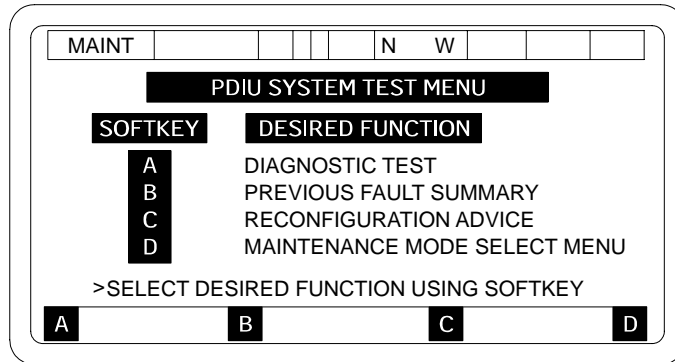 MAINT N W
PDIU SYSTEM TEST MENU
SOFTKEY DESIRED FUNCTION
A DIAGNOSTIC TEST
B PREVIOUS FAULT SUMMARY
C RECONFIGURATION ADVICE
D MAINTENANCE MODE SELECT MENU
>SELECT DESIRED FUNCTION USING SOFTKEY
A B C D